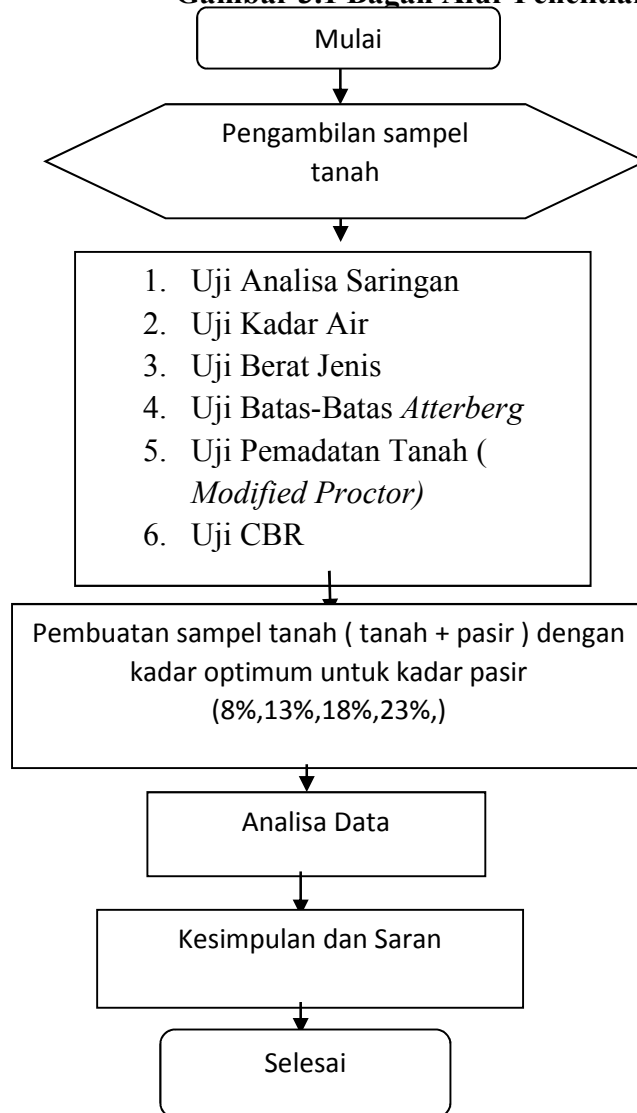 Gambar 3.1 Bagan Alur Penelitian
Mulai
Pengambilan sampel
tanah
1. Uji Analisa Saringan
2. Uji Kadar Air
3. Uji Berat Jenis
4. Uji Batas-Batas Atterberg
5. Uji Pemadatan Tanah (
Modified Proctor)
6. Uji CBR
Pembuatan sampel tanah ( tanah + pasir ) dengan
kadar optimum untuk kadar pasir
(8%,13%,18%,23%,)
Analisa Data
Kesimpulan dan Saran
Selesai